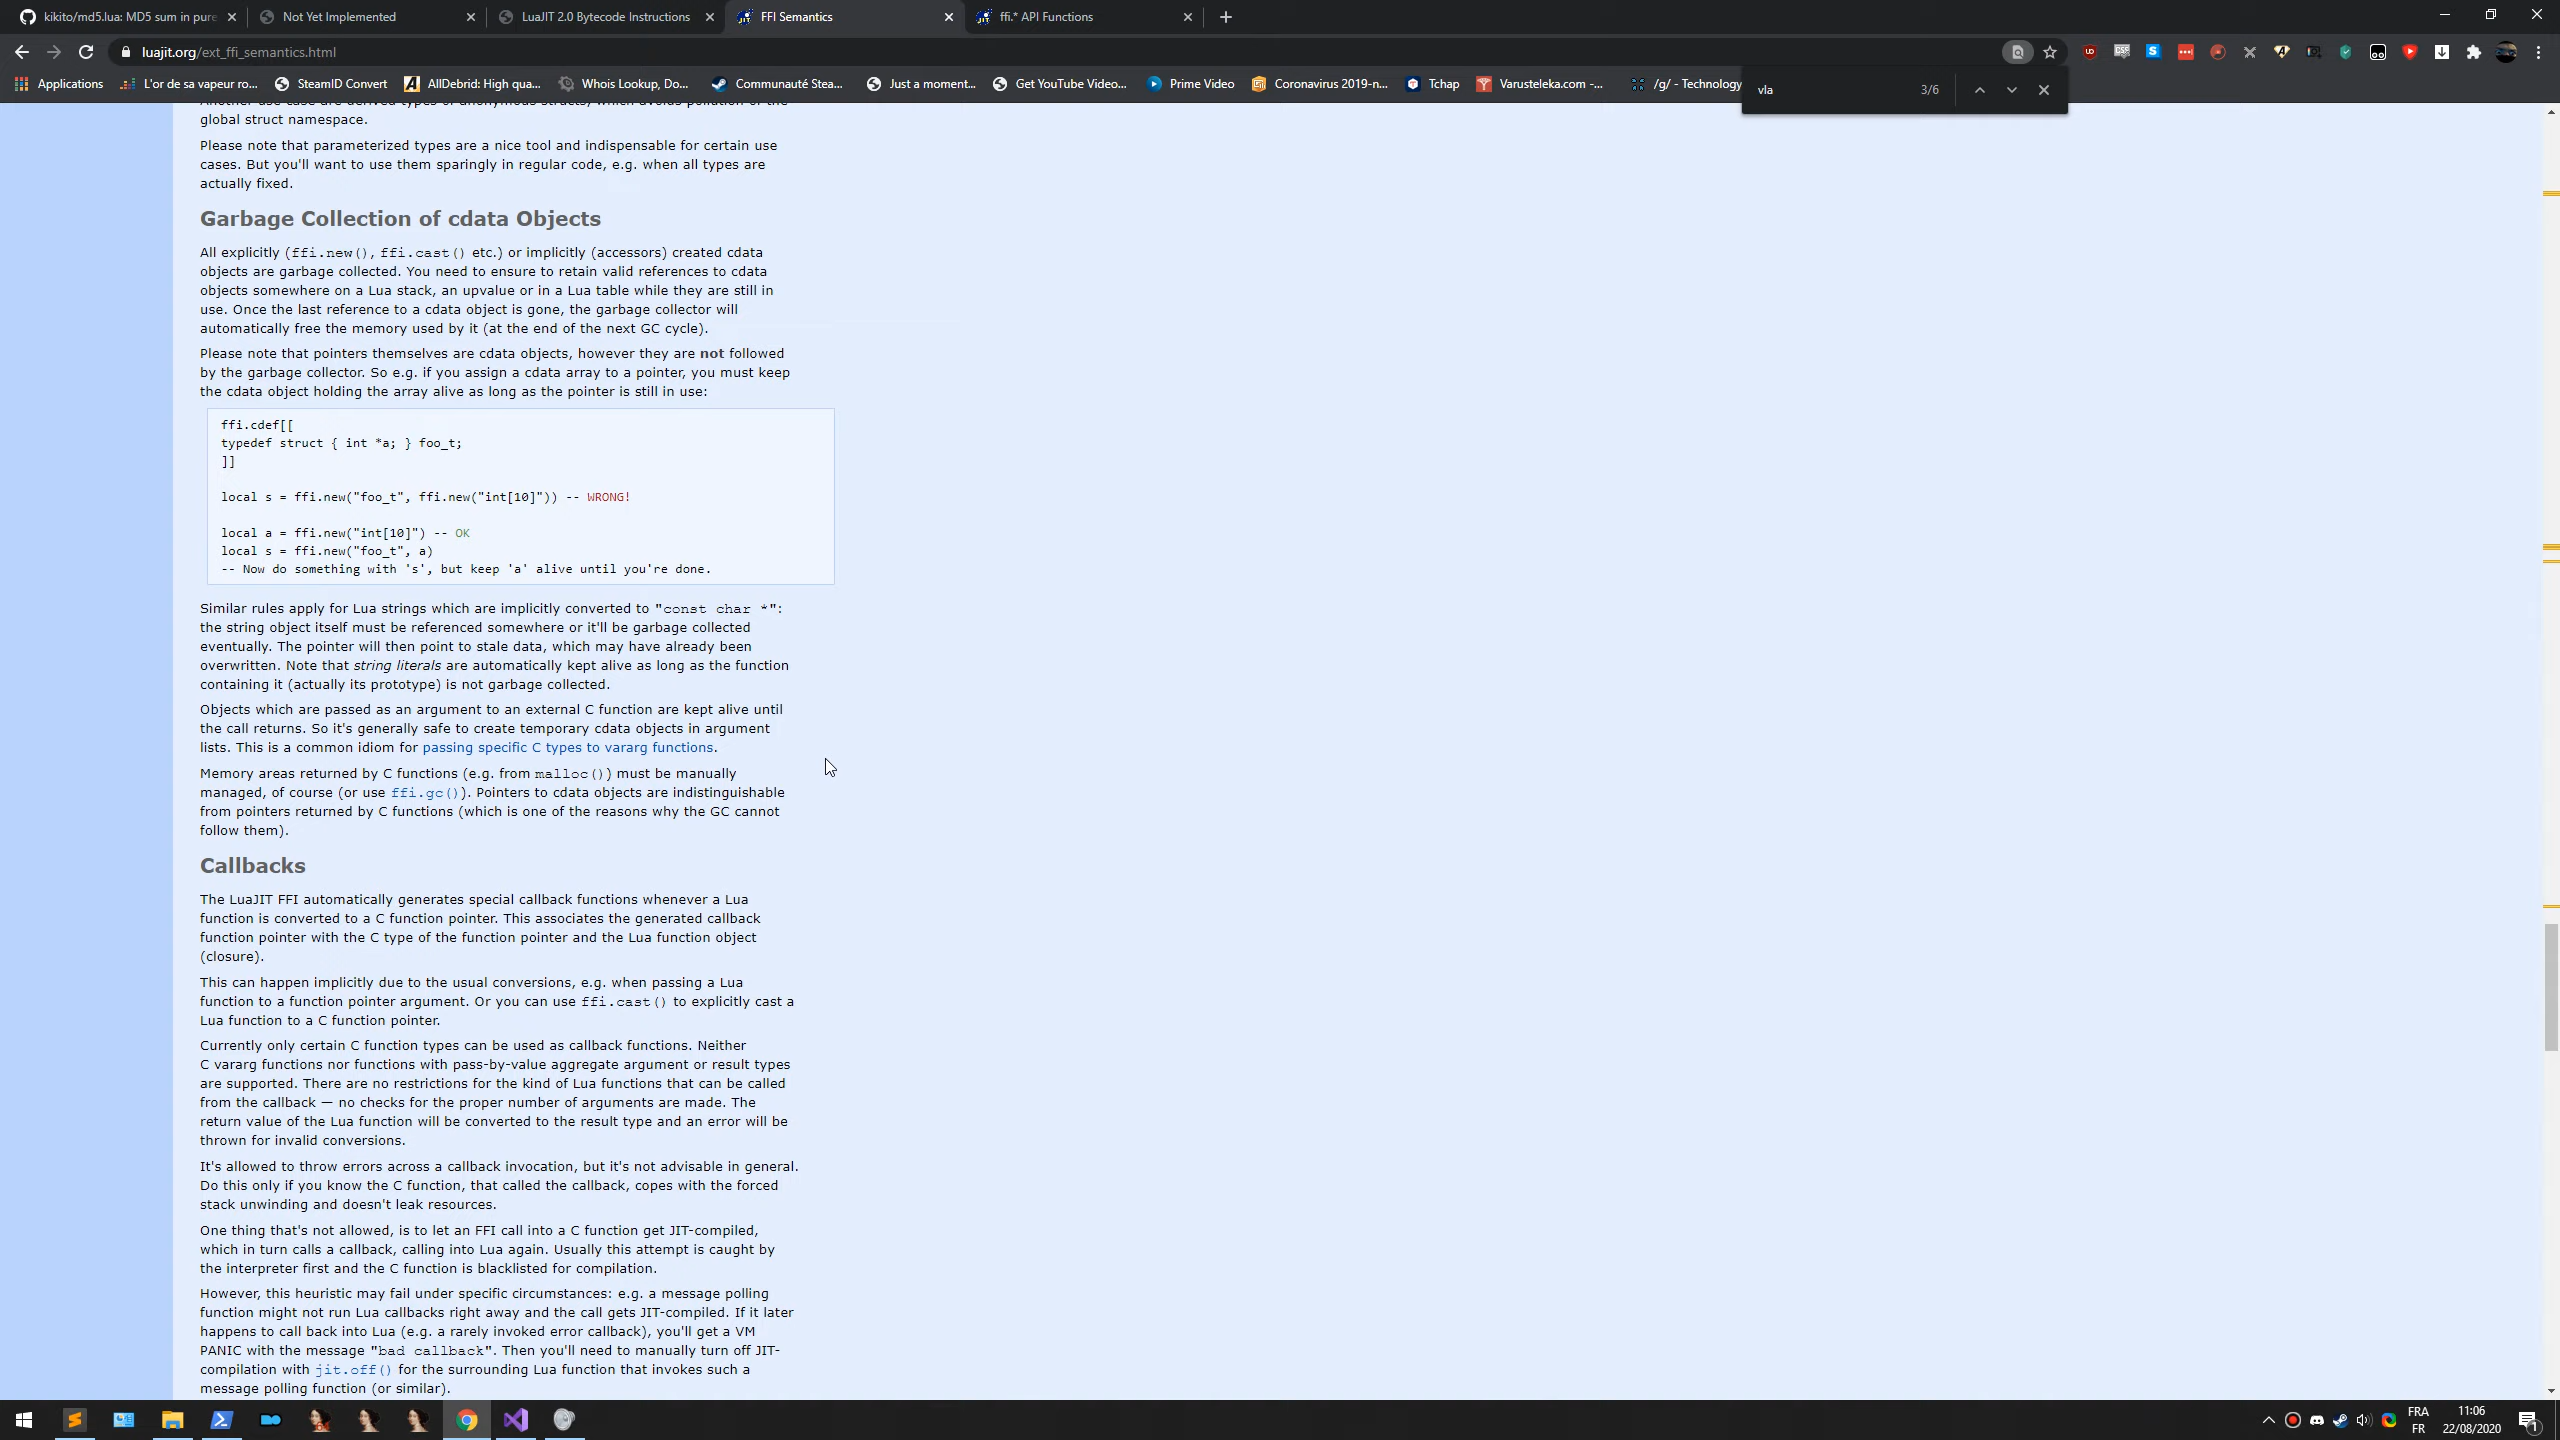 kikito/md5.lua: MD5 sum in pure
Not Yet Implemented
LuaJIT 2.0 Bytecode Instructions
FFI Semantics
ffi.* API Functions
luajit.org/ext_ffi_semantics.html
Applications
L'or de sa vapeur ro...
SteamID Convert
AllDebrid: High qua...
Whois Lookup, Do...
Communauté Stea...
Just a moment...
Get YouTube Video...
Prime Video
Coronavirus 2019-n...
Tchap
Varusteleka.com -...
/g/ - Technology
vla
3/6
global struct namespace.
Please note that parameterized types are a nice tool and indispensable for certain use
cases. But you'll want to use them sparingly in regular code, e.g. when all types are
actually fixed.
Garbage Collection of cdata Objects
All explicitly (ffi.new(), ffi.cast() etc.) or implicitly (accessors) created cdata
objects are garbage collected. You need to ensure to retain valid references to cdata
objects somewhere on a Lua stack, an upvalue or in a Lua table while they are still in
use. Once the last reference to a cdata object is gone, the garbage collector will
automatically free the memory used by it (at the end of the next GC cycle).
Please note that pointers themselves are cdata objects, however they are not followed
by the garbage collector. So e.g. if you assign a cdata array to a pointer, you must keep
the cdata object holding the array alive as long as the pointer is still in use:
ffi.cdef[[
typedef struct { int *a; } foo_t;
]]
local s = ffi.new("foo_t", ffi.new("int[10]")) -- WRONG!
local a = ffi.new("int[10]") -- OK
local s = ffi.new("foo_t", a)
-- Now do something with 's', but keep 'a' alive until you're done.
Similar rules apply for Lua strings which are implicitly converted to "const char *":
the string object itself must be referenced somewhere or it'll be garbage collected
eventually. The pointer will then point to stale data, which may have already been
overwritten. Note that string literals are automatically kept alive as long as the function
containing it (actually its prototype) is not garbage collected.
Objects which are passed as an argument to an external C function are kept alive until
the call returns. So it's generally safe to create temporary cdata objects in argument
lists. This is a common idiom for passing specific C types to vararg functions.
Memory areas returned by C functions (e.g. from malloc()) must be manually
managed, of course (or use ffi.gc()). Pointers to cdata objects are indistinguishable
from pointers returned by C functions (which is one of the reasons why the GC cannot
follow them).
Callbacks
The LuaJIT FFI automatically generates special callback functions whenever a Lua
function is converted to a C function pointer. This associates the generated callback
function pointer with the C type of the function pointer and the Lua function object
(closure).
This can happen implicitly due to the usual conversions, e.g. when passing a Lua
function to a function pointer argument. Or you can use ffi.cast() to explicitly cast a
Lua function to a C function pointer.
Currently only certain C function types can be used as callback functions. Neither
C vararg functions nor functions with pass-by-value aggregate argument or result types
are supported. There are no restrictions for the kind of Lua functions that can be called
from the callback — no checks for the proper number of arguments are made. The
return value of the Lua function will be converted to the result type and an error will be
thrown for invalid conversions.
It's allowed to throw errors across a callback invocation, but it's not advisable in general.
Do this only if you know the C function, that called the callback, copes with the forced
stack unwinding and doesn't leak resources.
One thing that's not allowed, is to let an FFI call into a C function get JIT-compiled,
which in turn calls a callback, calling into Lua again. Usually this attempt is caught by
the interpreter first and the C function is blacklisted for compilation.
However, this heuristic may fail under specific circumstances: e.g. a message polling
function might not run Lua callbacks right away and the call gets JIT-compiled. If it later
happens to call back into Lua (e.g. a rarely invoked error callback), you'll get a VM
PANIC with the message "bad callback". Then you'll need to manually turn off JIT-
compilation with jit.off() for the surrounding Lua function that invokes such a
message polling function (or similar).
FRA
FR
11:06
22/08/2020